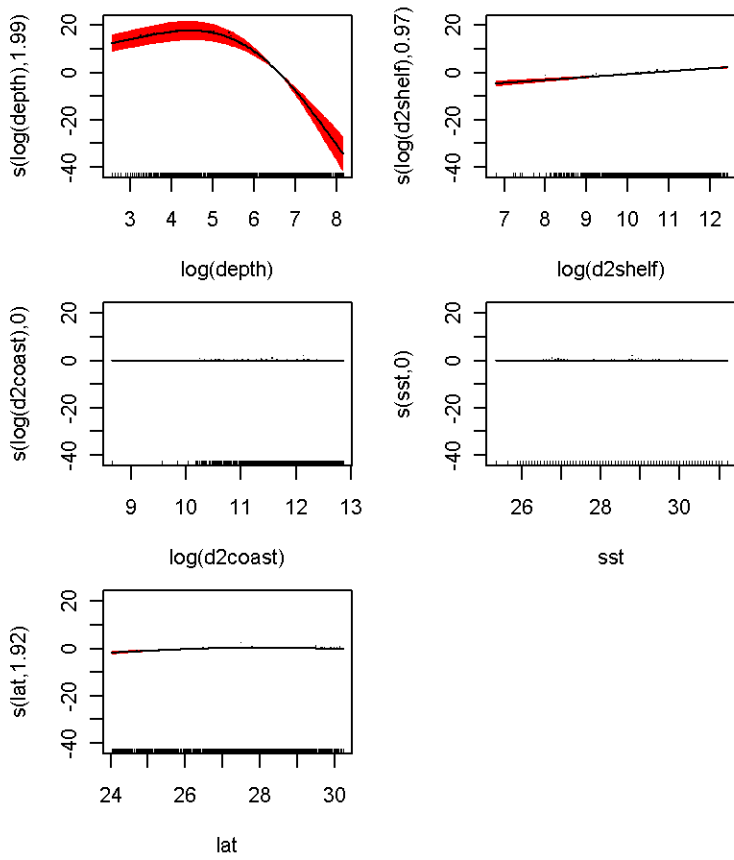 s(log(depth),1.99)
20
0
-20
-40
3 4 5 6 7 8
log(depth)
s(log(d2shelf),0.97)
20
0
-20
-40
7 8 9 10 12
log(d2shelf)
s(log(d2coast),0)
20
0
-20
-40
9 10 11 12 13
log(d2coast)
s(sst,0)
20
0
-20
-40
26 28 30
sst
s(lat,1.92)
20
0
-20
-40
24 26 28 30
lat